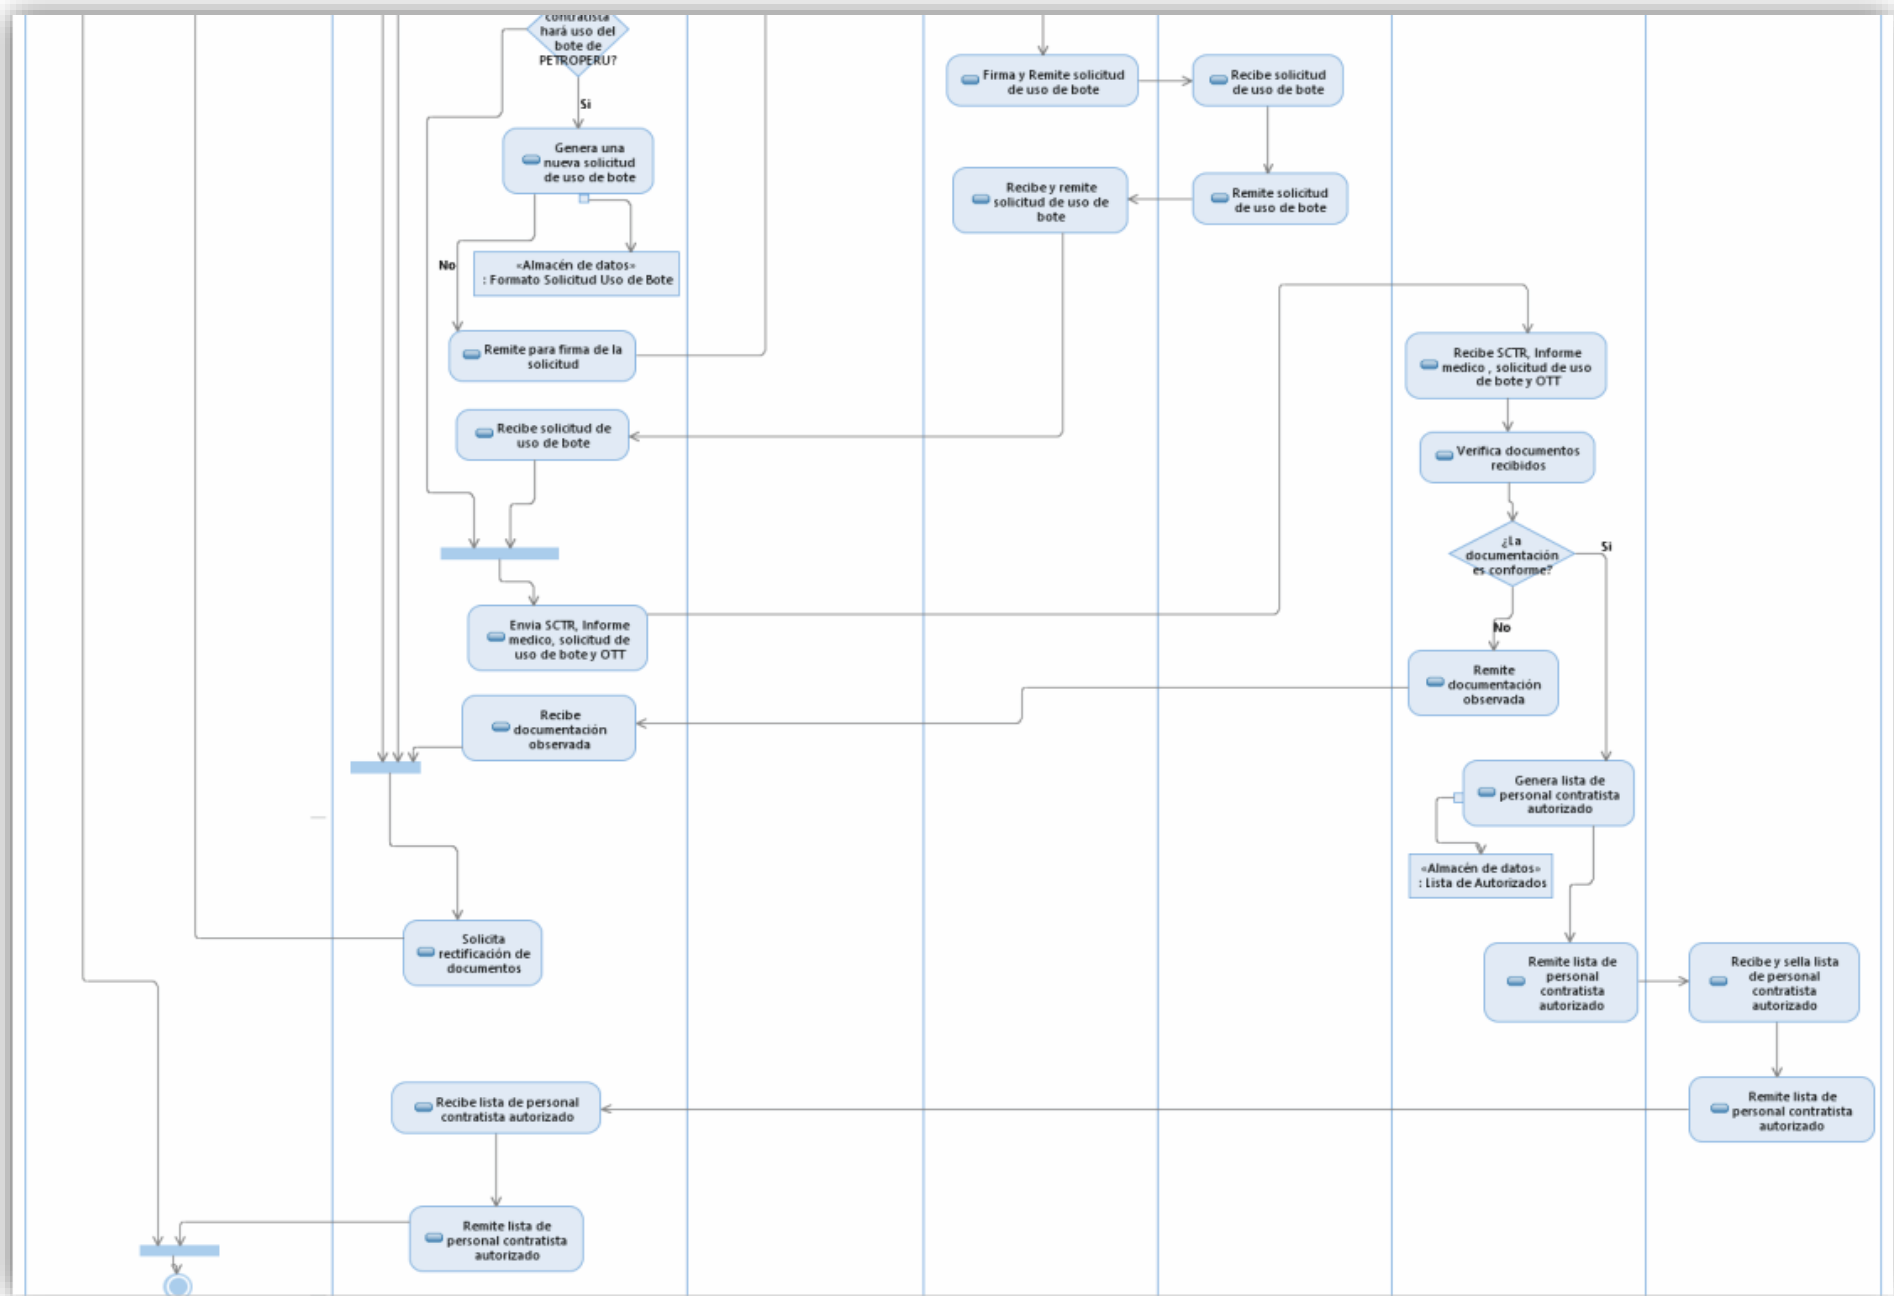 contratista
hará uso del
bote de
PETROPERU?
Si
Genera una
nueva solicitud
de uso de bote
No
«Almacén de datos»
: Formato Solicitud Uso de Bote
Remite para firma de la
solicitud
Recibe solicitud de
uso de bote
Envia SCTR, Informe
medico, solicitud de
uso de bote y OTT
Recibe
documentación
observada
Solicita
rectificación de
documentos
Recibe lista de personal
contratista autorizado
Remite lista de
personal contratista
autorizado
Firma y Remite solicitud
de uso de bote
Recibe y remite
solicitud de uso de
bote
Recibe solicitud
de uso de bote
Remite solicitud
de uso de bote
Recibe SCTR, Informe
medico , solicitud de uso
de bote y OTT
Verifica documentos
recibidos
¿La
documentación
es conforme?
Si
No
Remite
documentación
observada
Genera lista de
personal contratista
autorizado
«Almacén de datos»
: Lista de Autorizados
Remite lista de
personal
contratista
autorizado
Recibe y sella lista
de personal
contratista
autorizado
Remite lista de
personal contratista
autorizado